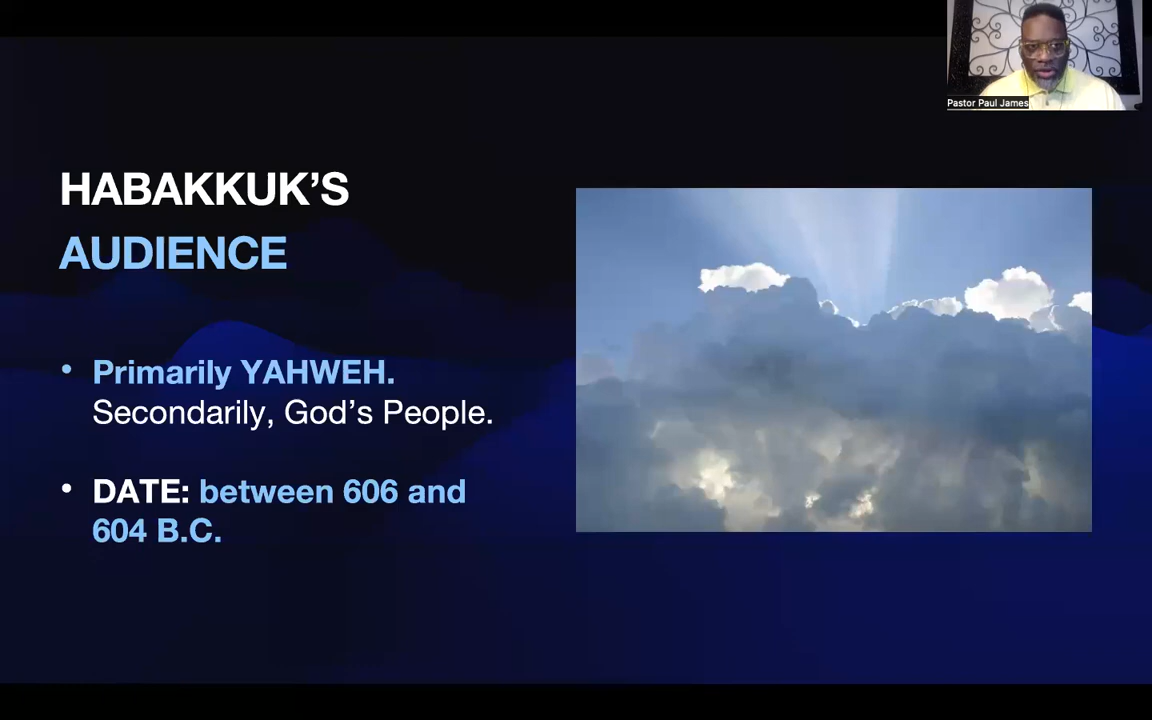 Pastor Paul James
HABAKKUK’S
AUDIENCE
• Primarily YAHWEH.
Secondarily, God’s People.
• DATE: between 606 and
604 B.C.